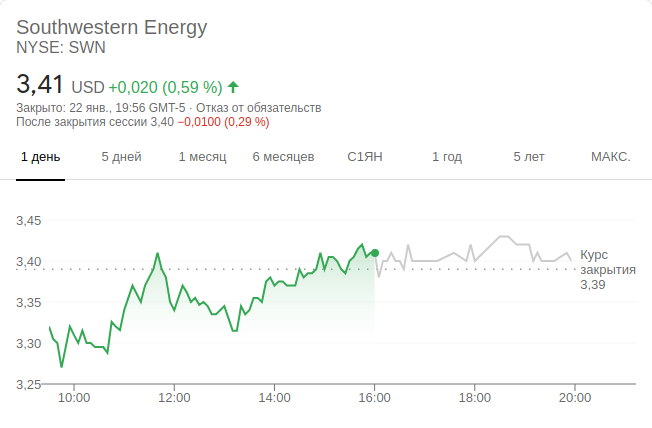 Southwestern Energy
NYSE: SWN
3,41 USD +0,020 (0,59 %)
Закрыто: 22 янв., 19:56 GMT-5 · Отказ от обязательств
После закрытия сессии 3,40 −0,0100 (0,29 %)
1 день 5 дней 1 месяц 6 месяцев С1ЯН 1 год 5 лет МАКС.
3,45
3,40
3,35
3,30
3,25
Курс
закрытия
3,39
10:00 12:00 14:00 16:00 18:00 20:00